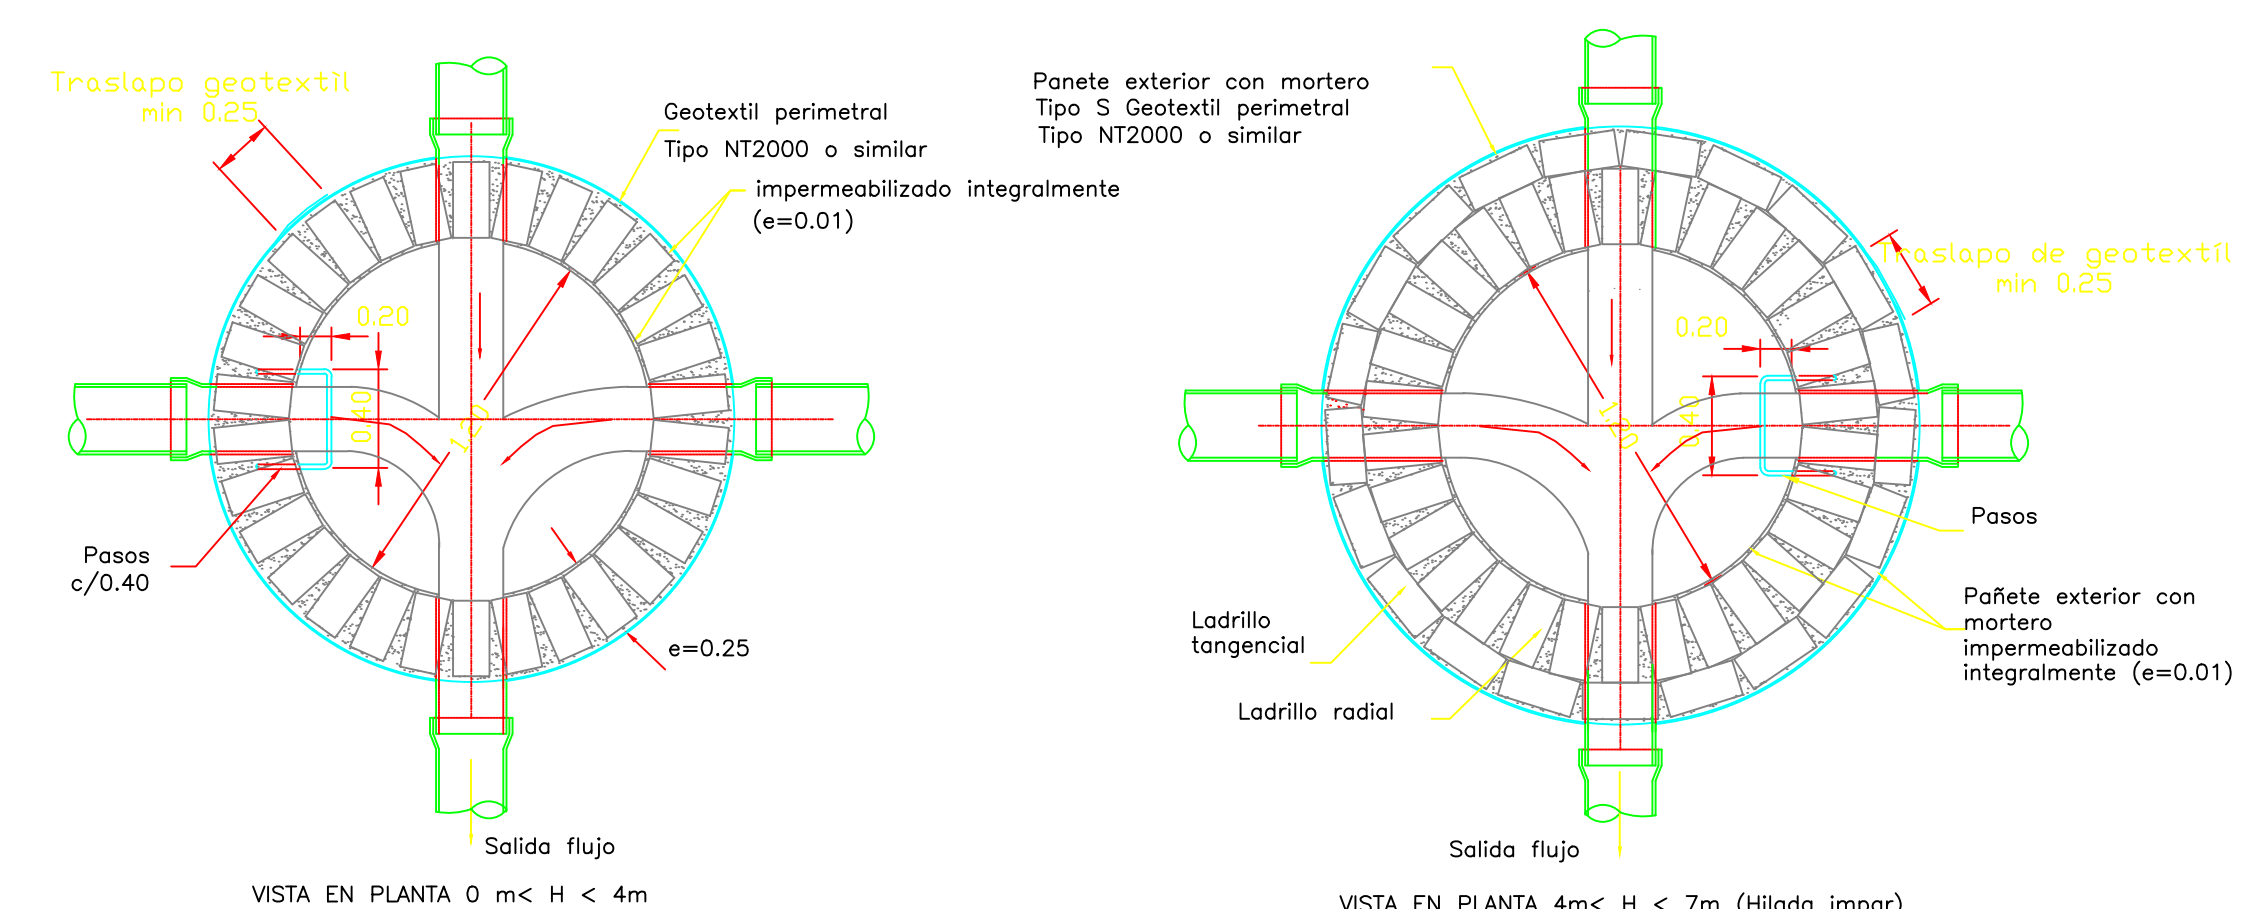 Traslapo geotextìl
min 0.25
Geotextil perimetral
Tipo NT2000 o similar
impermeabilizado integralmente
(e=0.01)
0.20
0.40
1.20
Pasos
c/0.40
e=0.25
Salida flujo
VISTA EN PLANTA 0 m< H < 4m
Panete exterior con mortero
Tipo S Geotextil perimetral
Tipo NT2000 o similar
Traslapo de geotextìl
min 0.25
0.20
0.40
1.20
Pasos
Ladrillo
tangencial
Ladrillo radial
Pañete exterior con
mortero
impermeabilizado
integralmente (e=0.01)
Salida flujo
VISTA EN PLANTA 4m< H < 7m (Hilada impar)